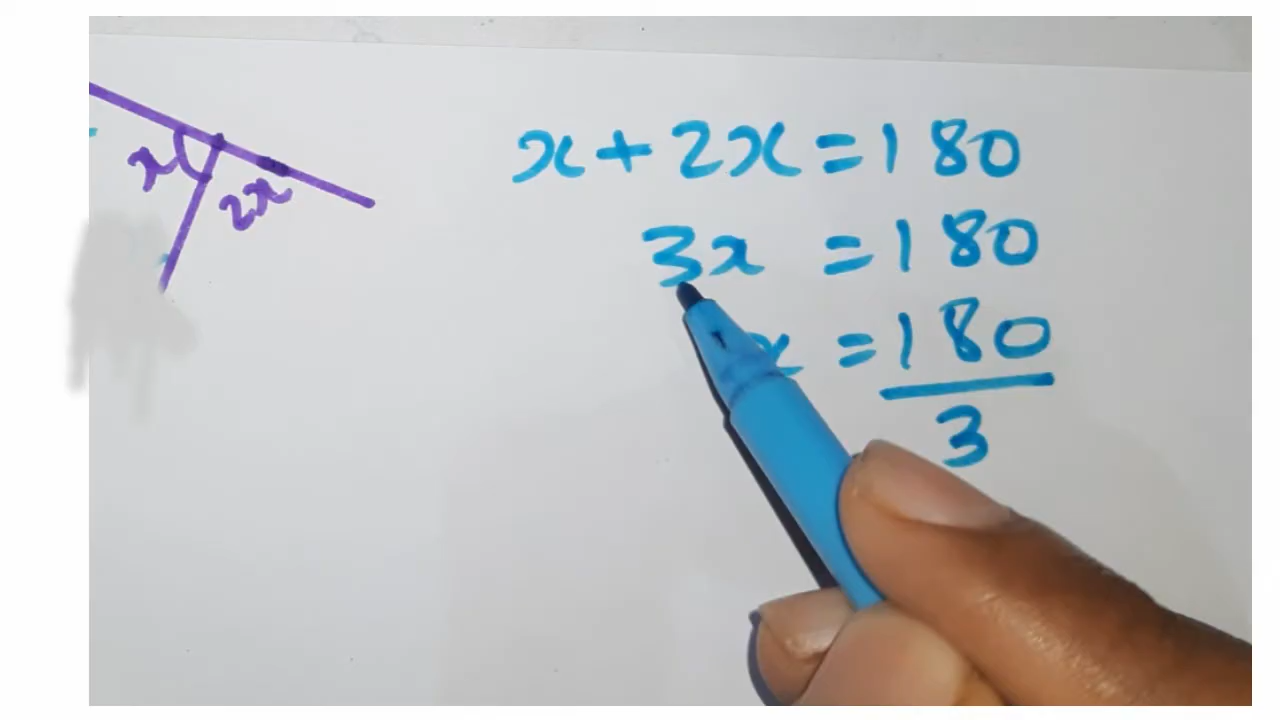 x
2x
x + 2x = 180
3x = 180
x = 180
3